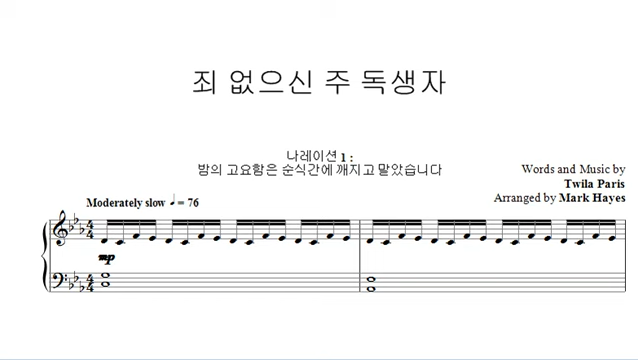 죄 없으신 주 독생자
나레이션 1 :
밤의 고요함은 순식간에 깨지고 말았습니다
Words and Music by
Twila Paris
Arranged by Mark Hayes
Moderately slow ♩ = 76
mp